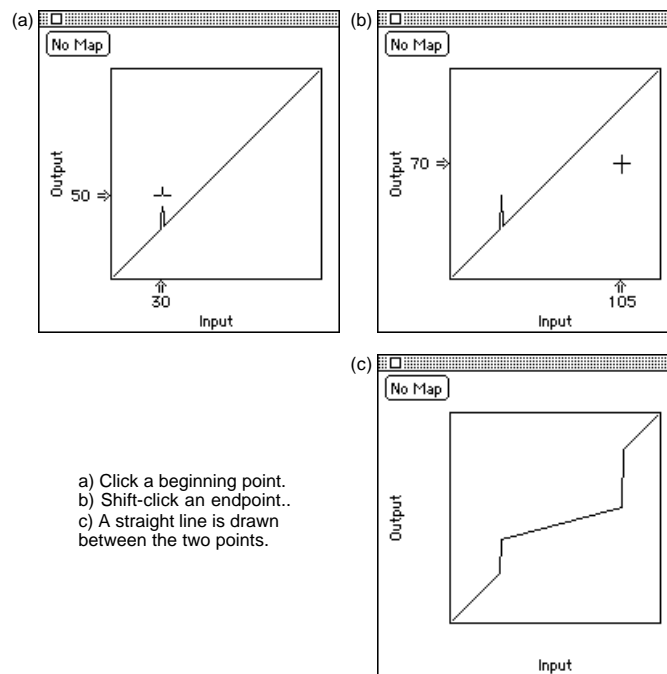 (a)
No Map
Output
50
30
Input
(b)
No Map
Output
70
105
Input
(c)
No Map
Output
Input
a) Click a beginning point.
b) Shift-click an endpoint..
c) A straight line is drawn
between the two points.